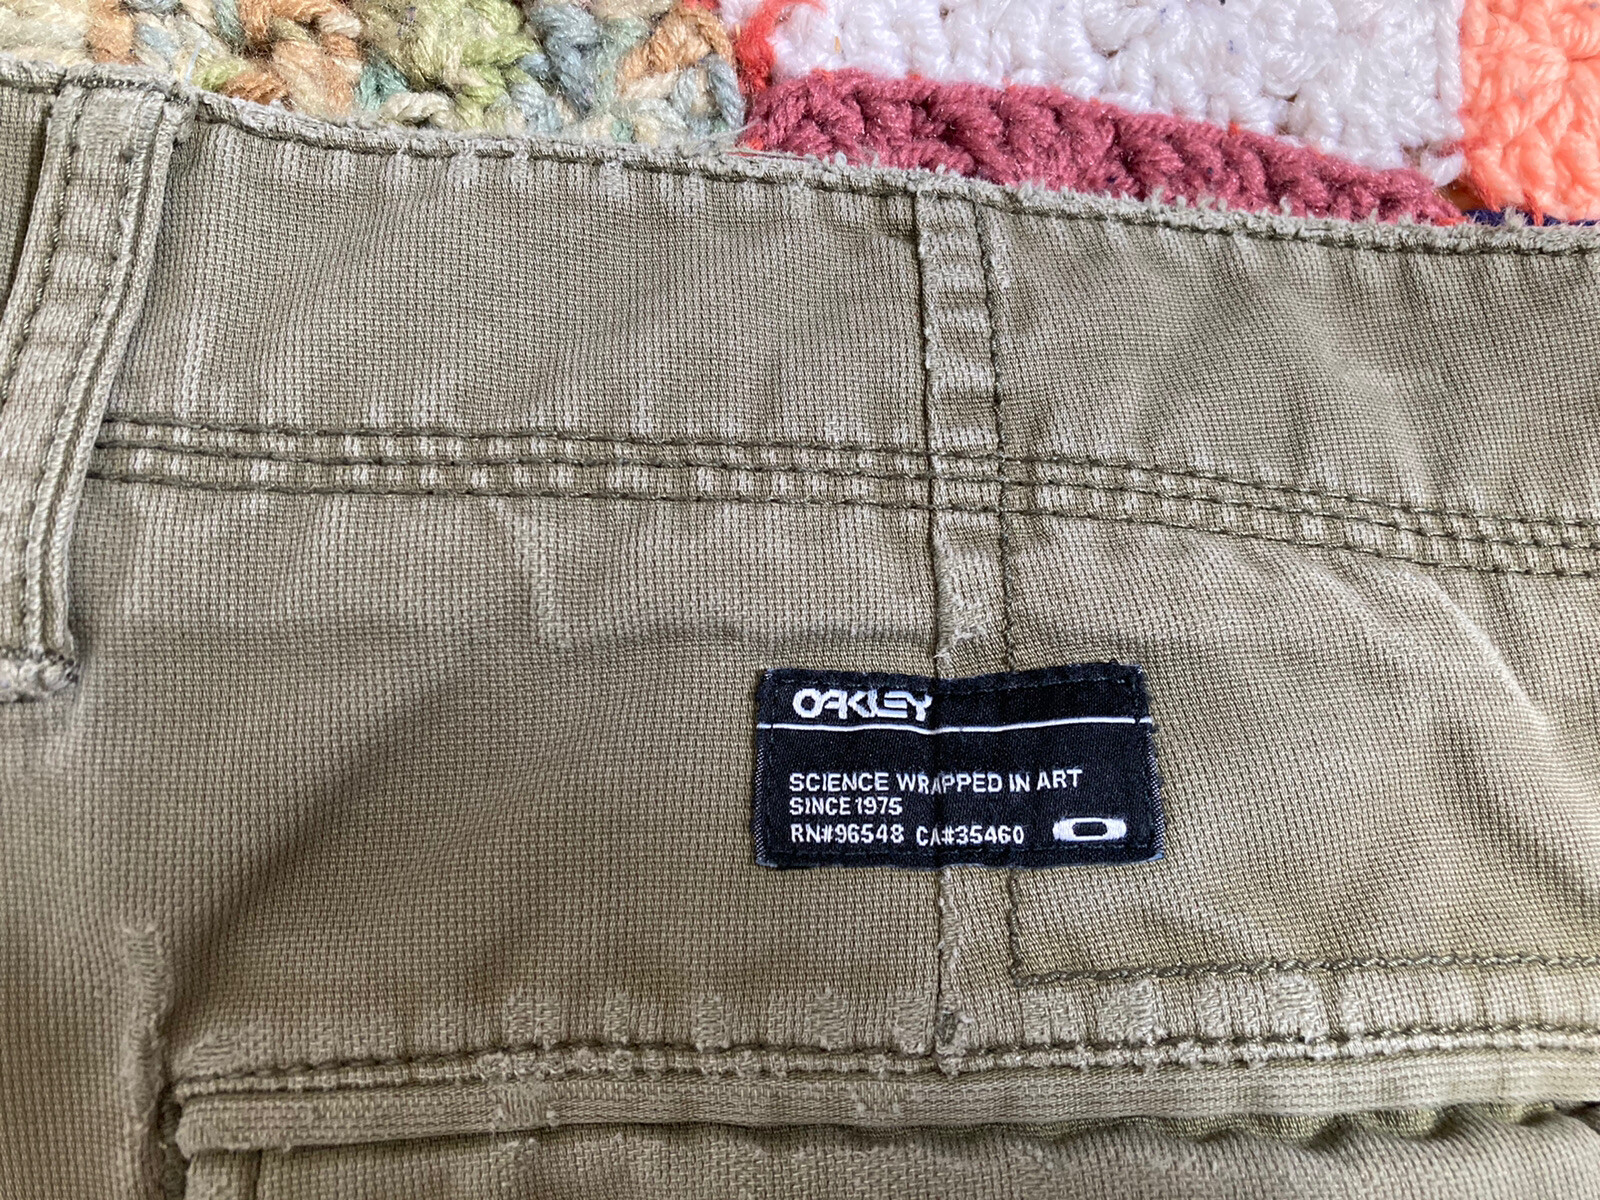 OAKLEY
SCIENCE WRAPPED IN ART
SINCE 1975
RN#96548 CA#35460